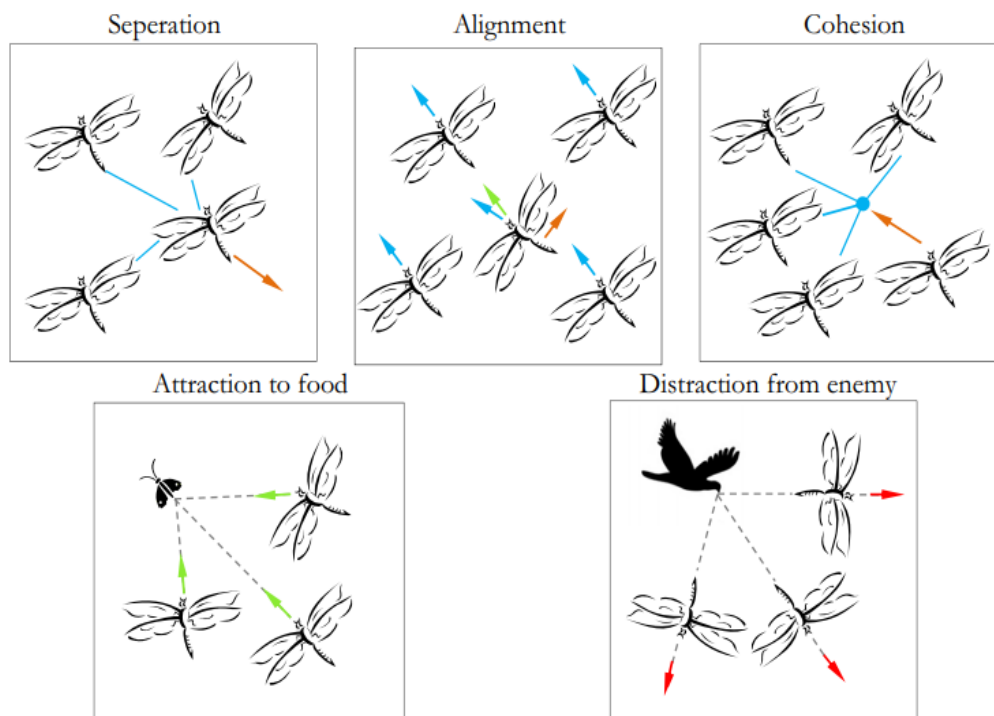 Seperation
Alignment
Cohesion
Attraction to food
Distraction from enemy